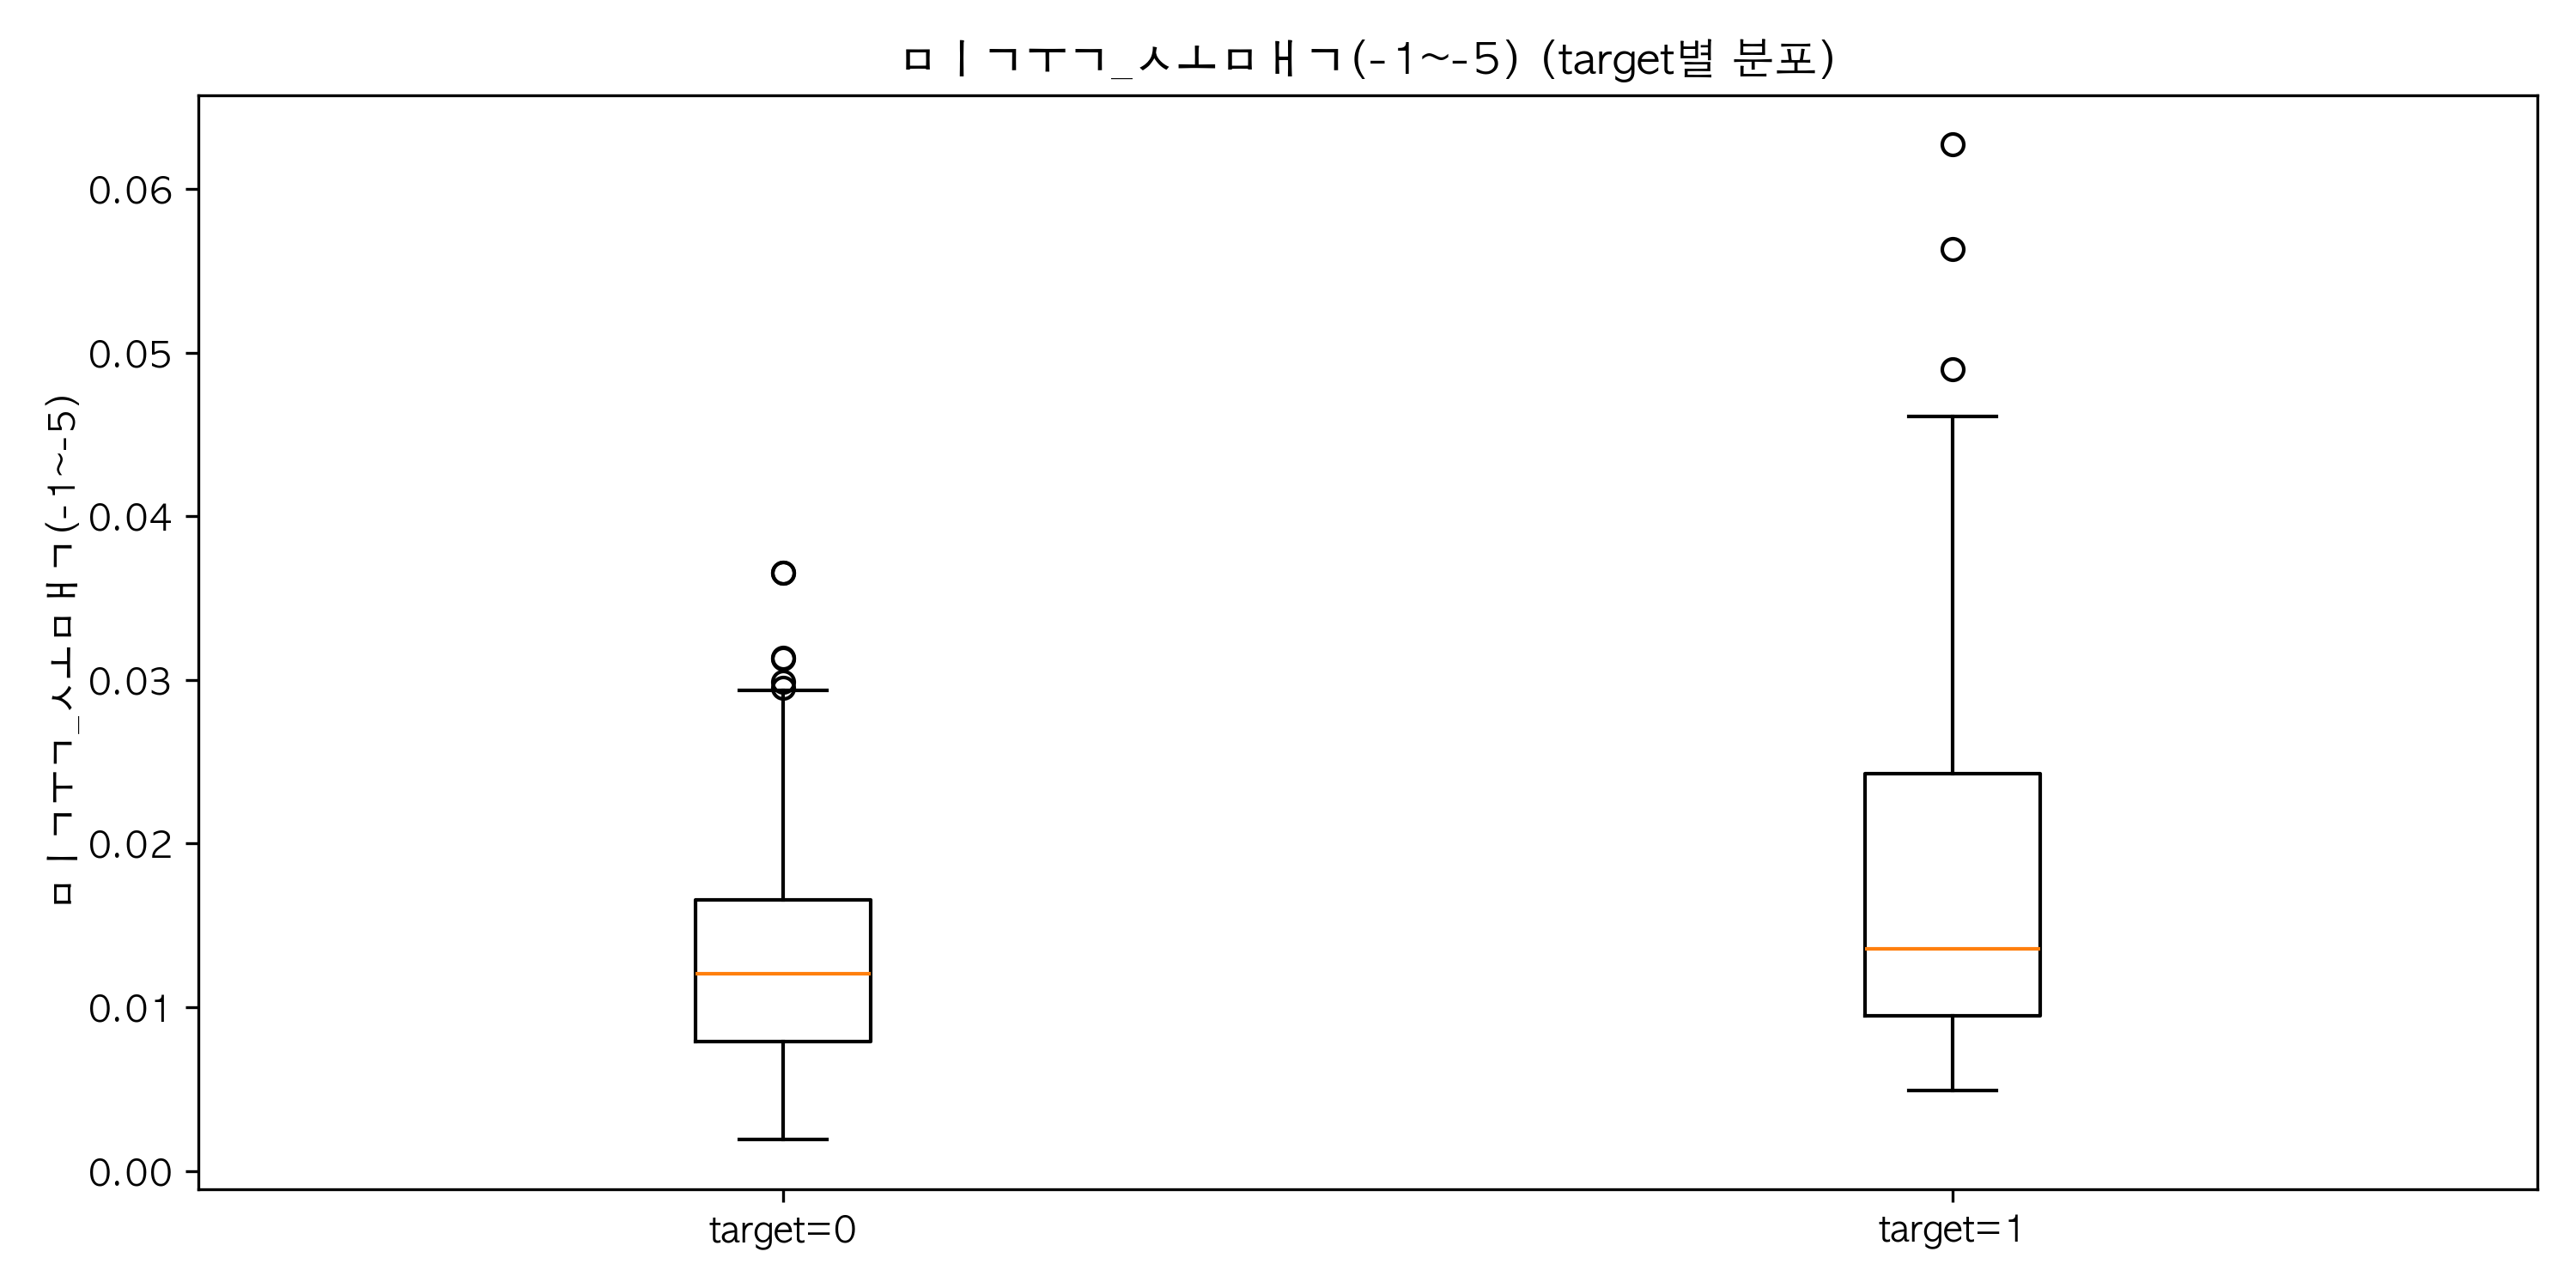 ㅁㅣㄱㅜㄱ_ㅅㅗㅁㅐㄱ(-1~-5) (target별 분포)
ㅁㅣㄱㅜㄱ_ㅅㅗㅁㅐㄱ(-1~-5)
0.06
0.05
0.04
0.03
0.02
0.01
0.00
target=0
target=1